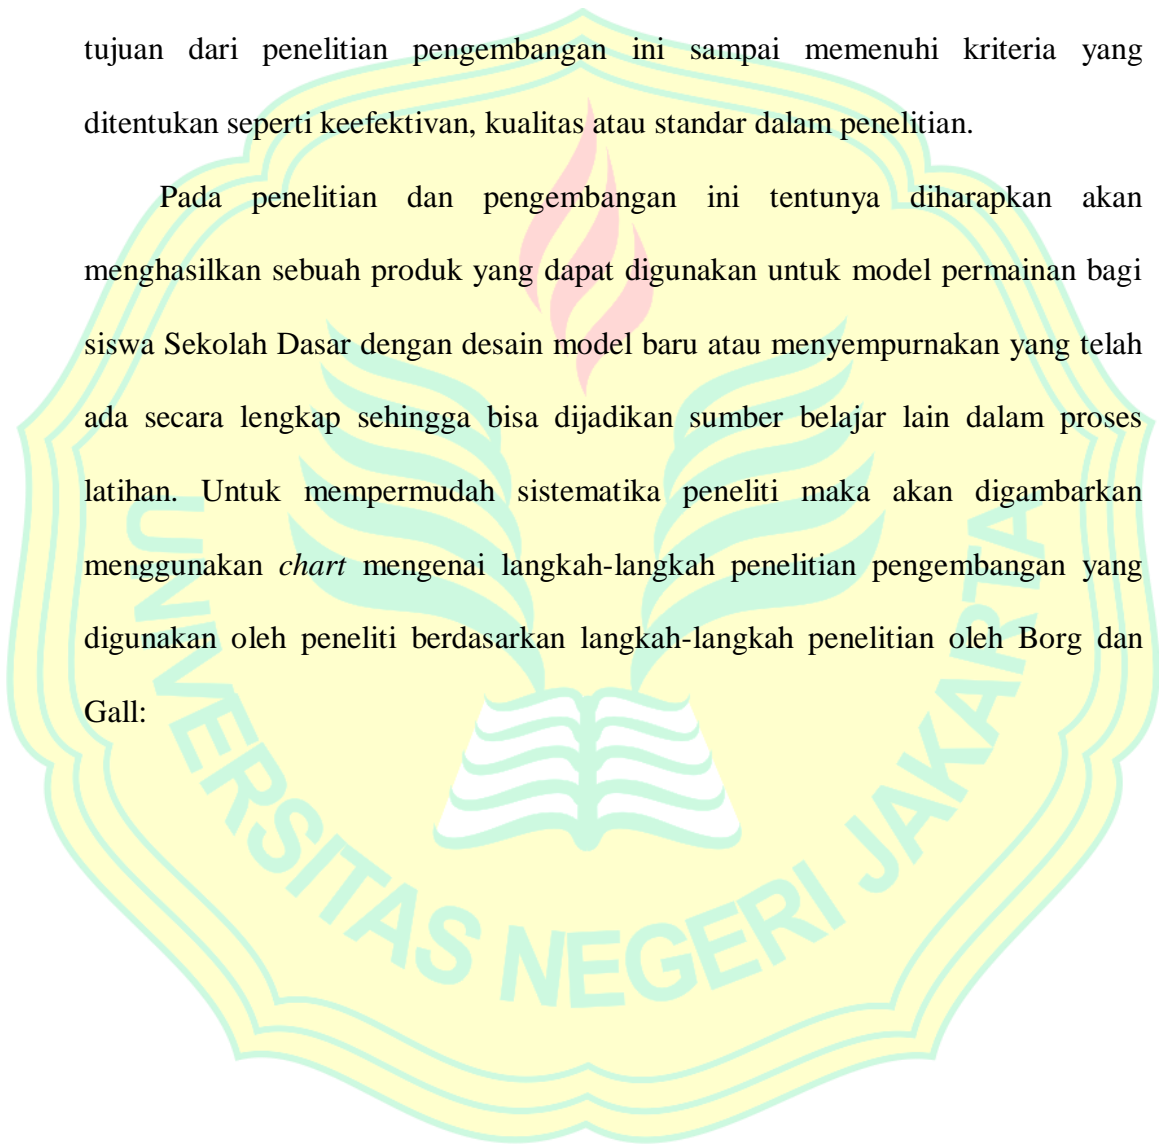 tujuan dari penelitian pengembangan ini sampai memenuhi kriteria yang
ditentukan seperti keefektivan, kualitas atau standar dalam penelitian.
Pada penelitian dan pengembangan ini tentunya diharapkan akan
menghasilkan sebuah produk yang dapat digunakan untuk model permainan bagi
siswa Sekolah Dasar dengan desain model baru atau menyempurnakan yang telah
ada secara lengkap sehingga bisa dijadikan sumber belajar lain dalam proses
latihan. Untuk mempermudah sistematika peneliti maka akan digambarkan
menggunakan chart mengenai langkah-langkah penelitian pengembangan yang
digunakan oleh peneliti berdasarkan langkah-langkah penelitian oleh Borg dan
Gall:
UNIVERSITAS NEGERI JAKARTA